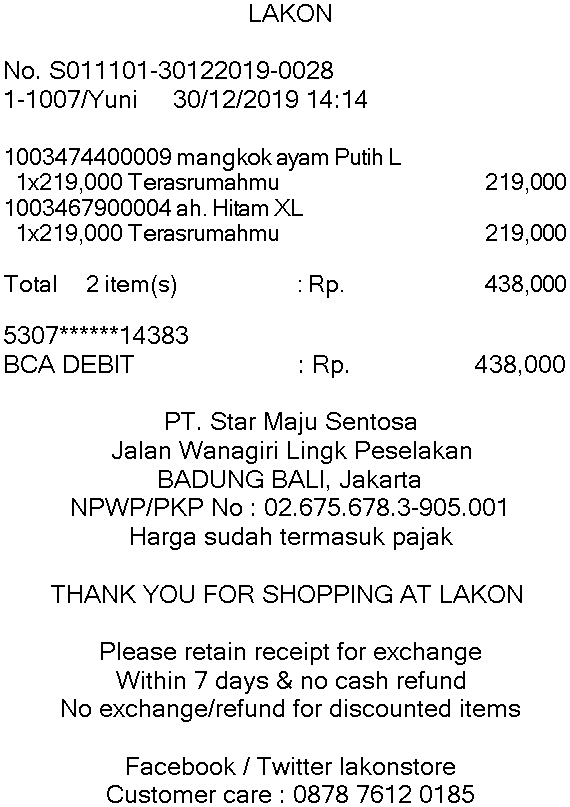 LAKON
No. S011101-30122019-0028
1-1007/Yuni 30/12/2019 14:14
1003474400009 mangkok ayam Putih L
1x219,000 Terasrumahmu 219,000
1003467900004 ah. Hitam XL
1x219,000 Terasrumahmu 219,000
Total 2 item(s) : Rp. 438,000
5307******14383
BCA DEBIT : Rp. 438,000
PT. Star Maju Sentosa
Jalan Wanagiri Lingk Peselakan
BADUNG BALI, Jakarta
NPWP/PKP No : 02.675.678.3-905.001
Harga sudah termasuk pajak
THANK YOU FOR SHOPPING AT LAKON
Please retain receipt for exchange
Within 7 days & no cash refund
No exchange/refund for discounted items
Facebook / Twitter lakonstore
Customer care : 0878 7612 0185